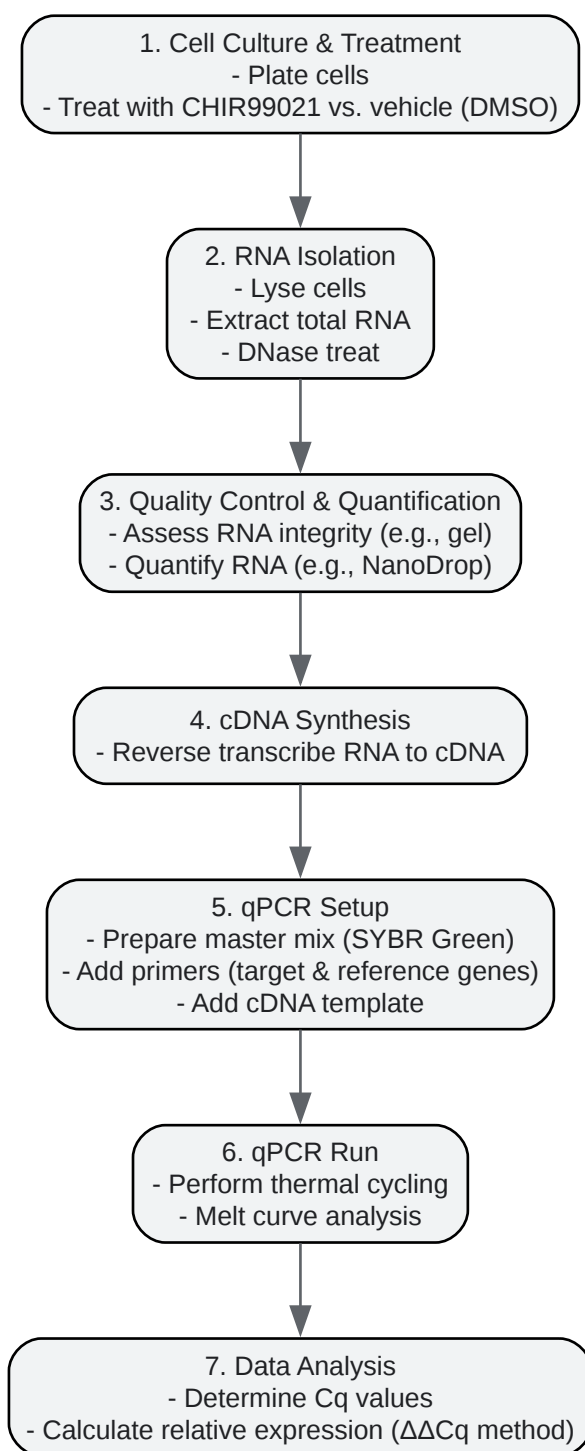 1. Cell Culture & Treatment
- Plate cells
- Treat with CHIR99021 vs. vehicle (DMSO)
2. RNA Isolation
- Lyse cells
- Extract total RNA
- DNase treat
3. Quality Control & Quantification
- Assess RNA integrity (e.g., gel)
- Quantify RNA (e.g., NanoDrop)
4. cDNA Synthesis
- Reverse transcribe RNA to cDNA
5. qPCR Setup
- Prepare master mix (SYBR Green)
- Add primers (target & reference genes)
- Add cDNA template
6. qPCR Run
- Perform thermal cycling
- Melt curve analysis
7. Data Analysis
- Determine Cq values
- Calculate relative expression (ΔΔCq method)